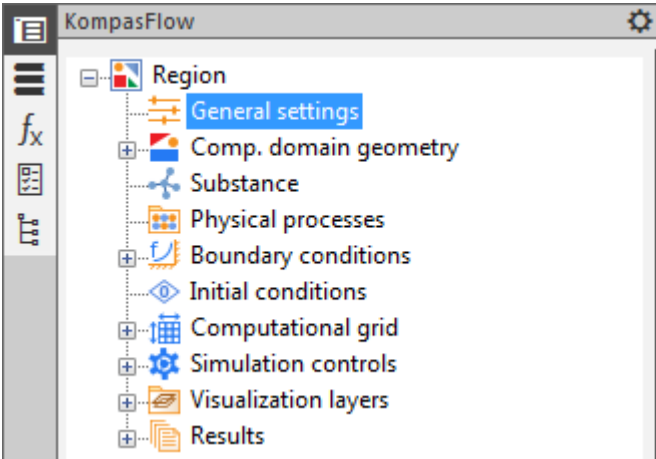 KompasFlow
Region
General settings
fx
Comp. domain geometry
Substance
Physical processes
Boundary conditions
Initial conditions
Computational grid
Simulation controls
Visualization layers
Results